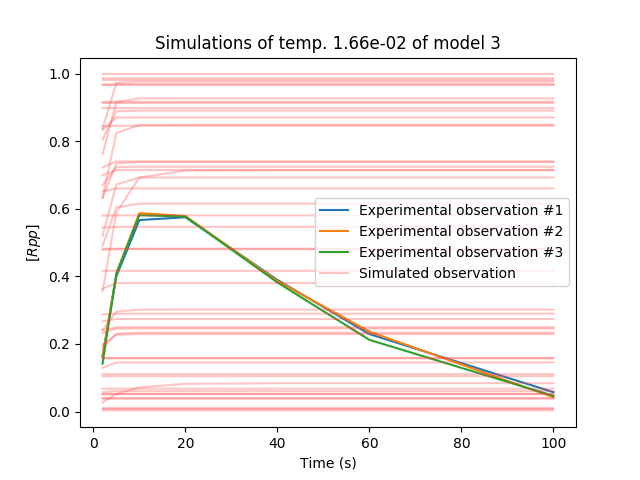 Simulations of temp. 1.66e-02 of model 3
1.0
0.8
0.6
0.4
0.2
0.0
[Rpp]
Experimental observation #1
Experimental observation #2
Experimental observation #3
Simulated observation
0
20
40
60
80
100
Time (s)